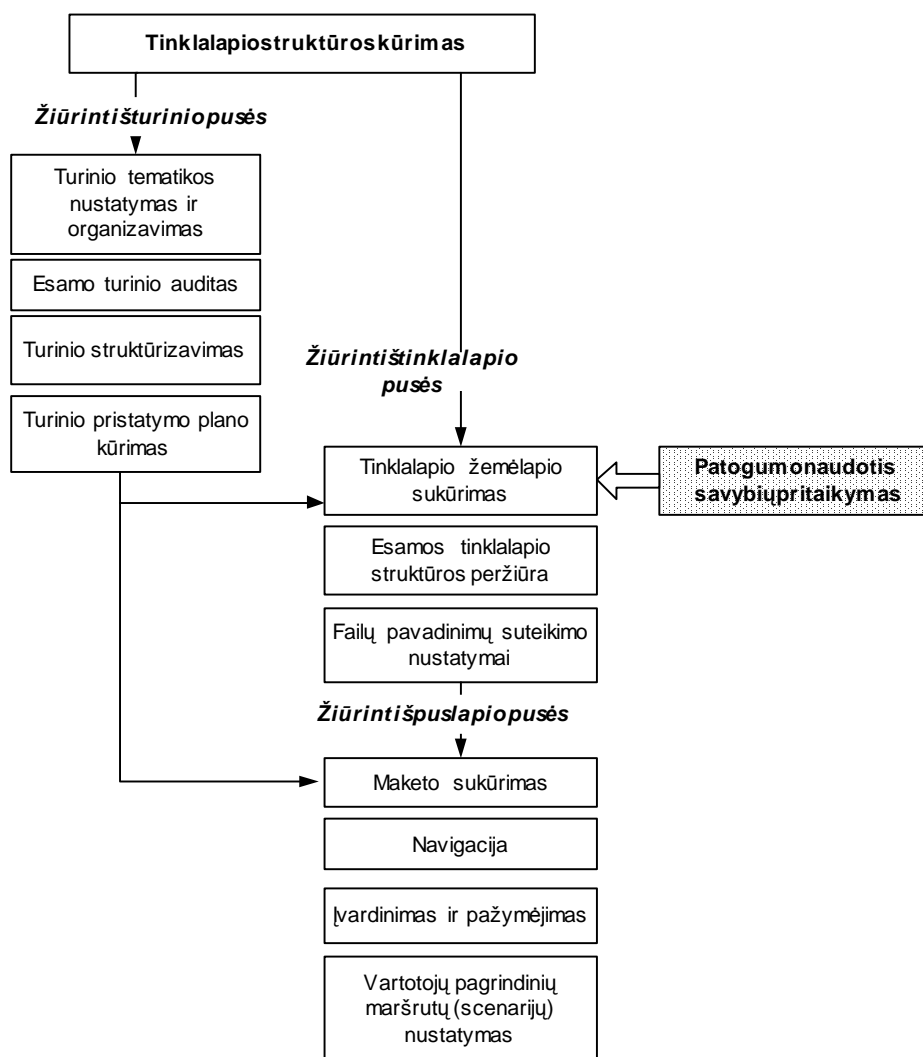 Tinklalapiostruktūroskūrimas
Žiūrintišturiniopusės
Turinio tematikos
nustatymas ir
organizavimas
Esamo turinio auditas
Turinio struktūrizavimas
Turinio pristatymo plano
kūrimas
Žiūrintištinklalapio
pusės
Tinklalapio žemėlapio
sukūrimas
Patogumonaudotis
savybiųpritaikymas
Esamos tinklalapio
struktūros peržiūra
Failų pavadinimų suteikimo
nustatymai
Žiūrintišpuslapiopusės
Maketo sukūrimas
Navigacija
Įvardinimas ir pažymėjimas
Vartotojų pagrindinių
maršrutų (scenarijų)
nustatymas